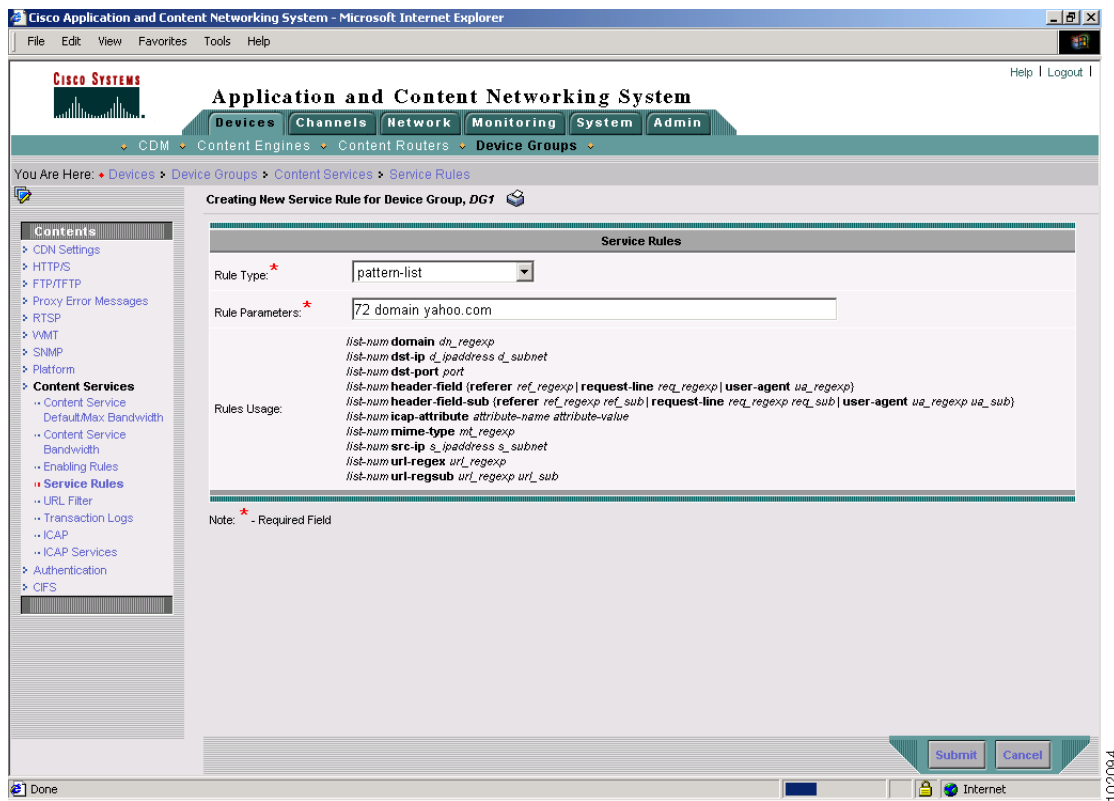 Cisco Application and Content Networking System - Microsoft Internet Explorer
File Edit View Favorites Tools Help
Help | Logout |
CISCO SYSTEMS
Application and Content Networking System
Devices Channels Network Monitoring System Admin
CDM Content Engines Content Routers Device Groups
You Are Here: Devices Device Groups Content Services Service Rules
Creating New Service Rule for Device Group, DG1
Contents
CDN Settings
HTTP/S
FTP/TFTP
Proxy Error Messages
RTSP
WMT
SNMP
Platform
Content Services
Content Service
Default/Max Bandwidth
Content Service
Bandwidth
Enabling Rules
Service Rules
URL Filter
Transaction Logs
ICAP
ICAP Services
Authentication
CIFS
Service Rules
Rule Type:* pattern-list
Rule Parameters:* 72 domain yahoo.com
Rules Usage:
list-num domain dn_regexp
list-num dst-ip d_ipaddress d_subnet
list-num dst-port port
list-num header-field {referer ref_regexp | request-line req_regexp | user-agent ua_regexp}
list-num header-field-sub {referer ref_regexp ref_sub | request-line req_regexp req_sub | user-agent ua_regexp ua_sub}
list-num icap-attribute attribute-name attribute-value
list-num mime-type mt_regexp
list-num src-ip s_ipaddress s_subnet
list-num url-regex url_regexp
list-num url-regsub url_regexp url_sub
Note: * - Required Field
Submit Cancel
Done
Internet
102094